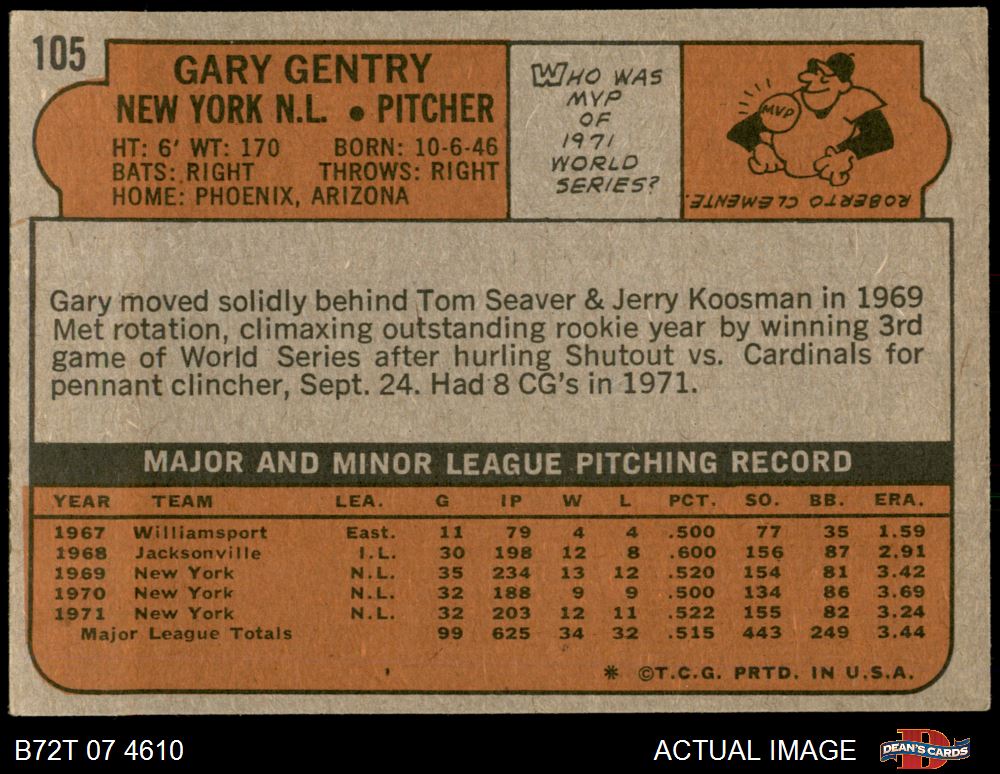 105
GARY GENTRY
NEW YORK N.L. • PITCHER
HT: 6' WT: 170 BORN: 10-6-46
BATS: RIGHT THROWS: RIGHT
HOME: PHOENIX, ARIZONA
WHO WAS
MVP
OF
1971
WORLD
SERIES?
MVP
ROBERTO CLEMENTE.
Gary moved solidly behind Tom Seaver & Jerry Koosman in 1969
Met rotation, climaxing outstanding rookie year by winning 3rd
game of World Series after hurling Shutout vs. Cardinals for
pennant clincher, Sept. 24. Had 8 CG's in 1971.
MAJOR AND MINOR LEAGUE PITCHING RECORD
YEAR TEAM LEA. G IP W L PCT. SO. BB. ERA.
1967 Williamsport East. 11 79 4 4 .500 77 35 1.59
1968 Jacksonville I.L. 30 198 12 8 .600 156 87 2.91
1969 New York N.L. 35 234 13 12 .520 154 81 3.42
1970 New York N.L. 32 188 9 9 .500 134 86 3.69
1971 New York N.L. 32 203 12 11 .522 155 82 3.24
Major League Totals 99 625 34 32 .515 443 249 3.44
* ©T.C.G. PRTD. IN U.S.A.
B72T 07 4610
ACTUAL IMAGE
DEAN'S CARDS